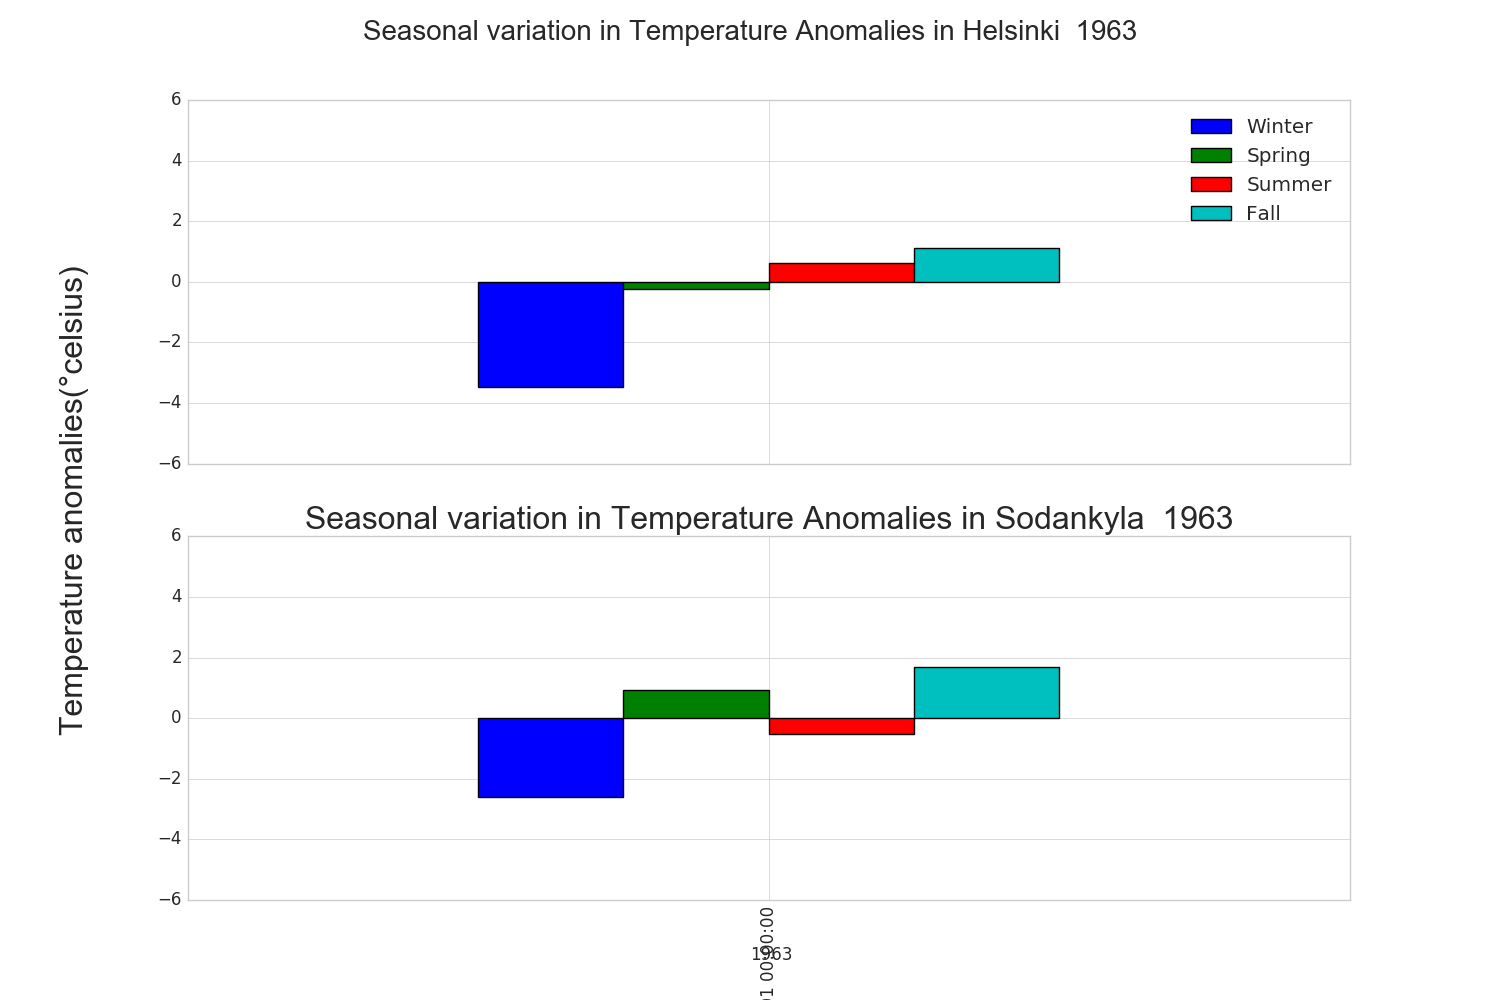 Seasonal variation in Temperature Anomalies in Helsinki  1963
6
4
2
0
−2
−4
−6
Winter
Spring
Summer
Fall
Temperature anomalies(°celsius)
Seasonal variation in Temperature Anomalies in Sodankyla  1963
6
4
2
0
−2
−4
−6
1963